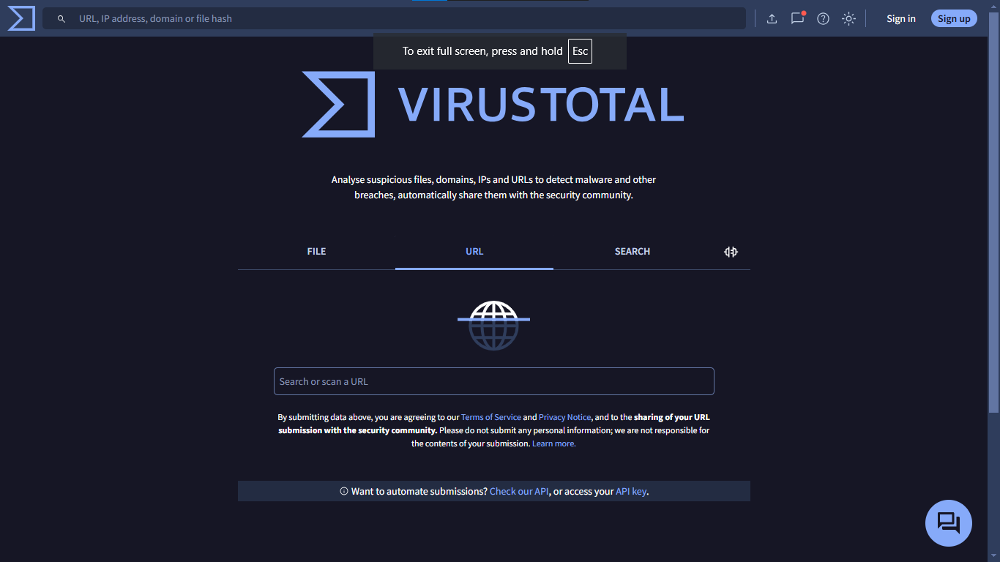 URL, IP address, domain or file hash
Sign in
Sign up
To exit full screen, press and hold Esc
VIRUSTOTAL
Analyse suspicious files, domains, IPs and URLs to detect malware and other
breaches, automatically share them with the security community.
FILE
URL
SEARCH
Search or scan a URL
By submitting data above, you are agreeing to our Terms of Service and Privacy Notice, and to the sharing of your URL
submission with the security community. Please do not submit any personal information; we are not responsible for
the contents of your submission. Learn more.
Want to automate submissions? Check our API, or access your API key.